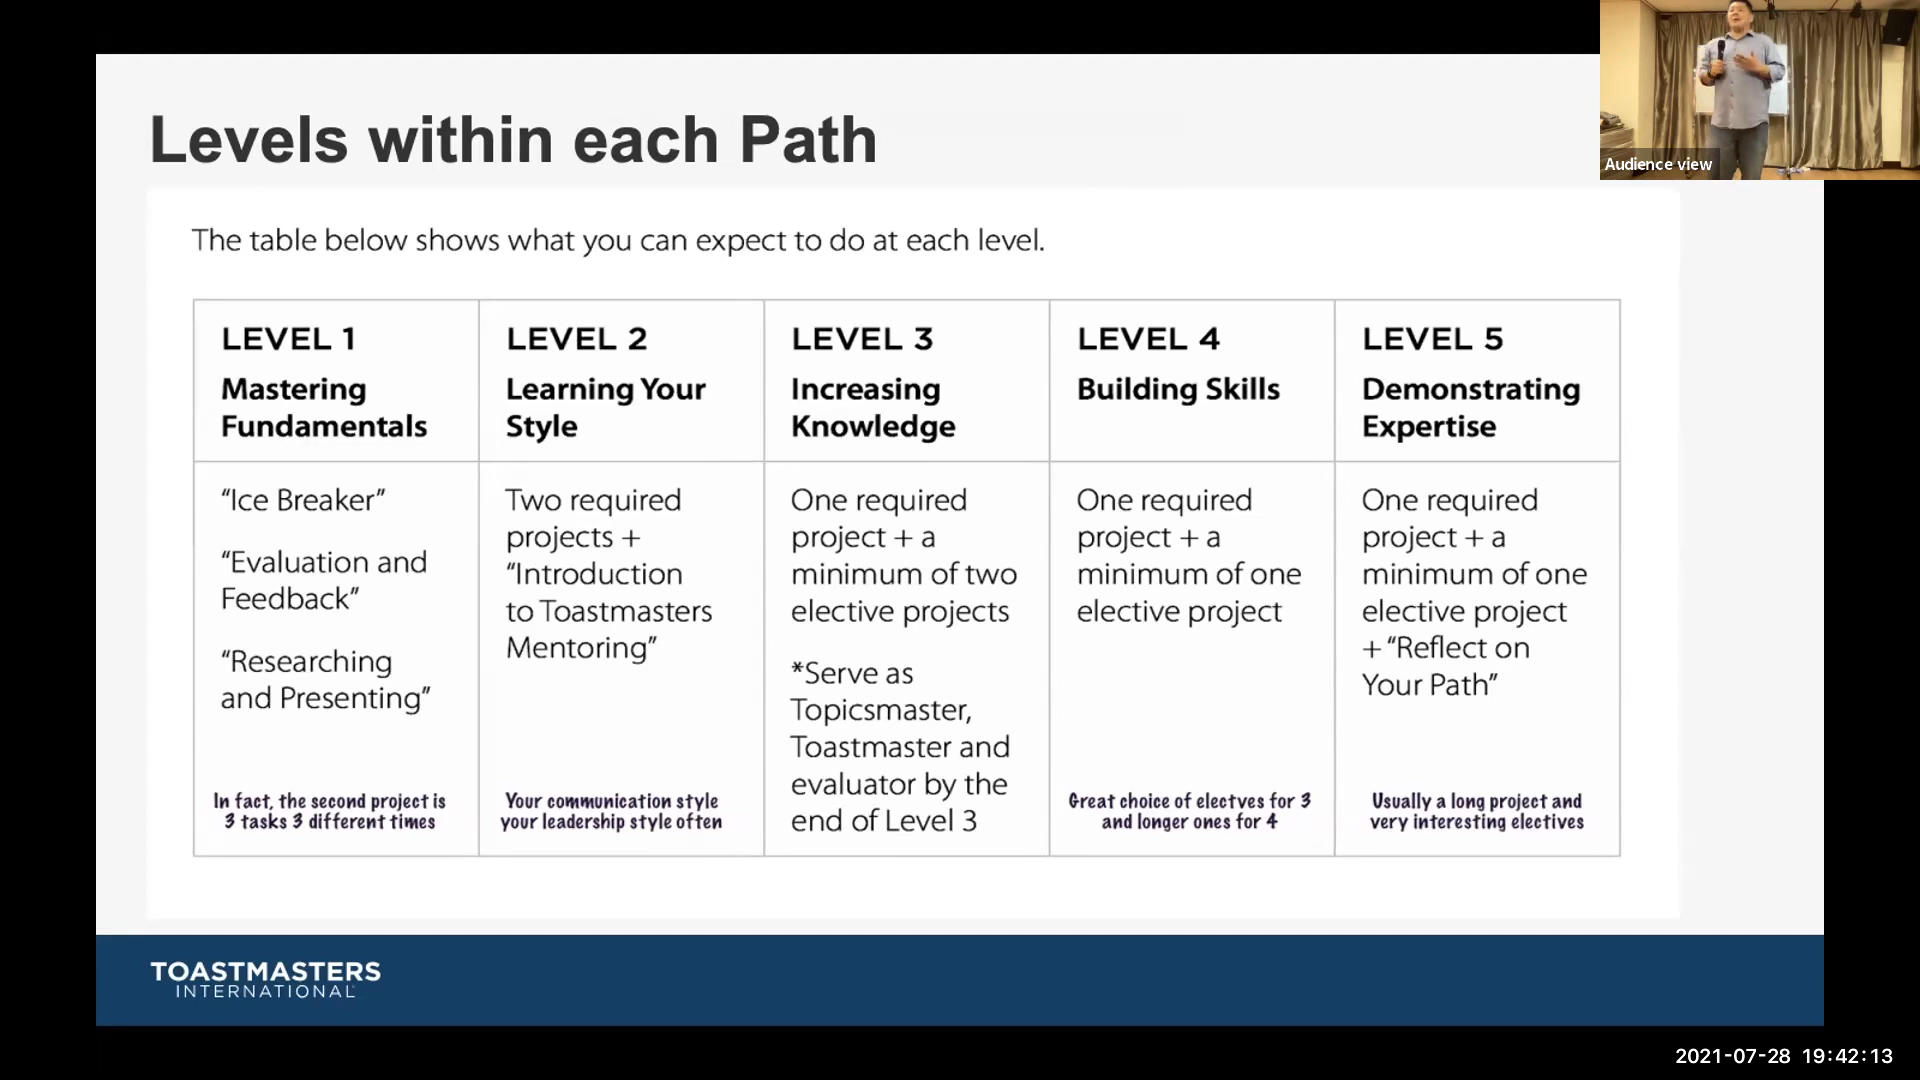 Levels within each Path
Audience view
The table below shows what you can expect to do at each level.
LEVEL 1
Mastering
Fundamentals
“Ice Breaker”
“Evaluation and
Feedback”
“Researching
and Presenting”
In fact, the second project is
3 tasks 3 different times
LEVEL 2
Learning Your
Style
Two required
projects +
“Introduction
to Toastmasters
Mentoring”
Your communication style
your leadership style often
LEVEL 3
Increasing
Knowledge
One required
project + a
minimum of two
elective projects
*Serve as
Topicsmaster,
Toastmaster and
evaluator by the
end of Level 3
LEVEL 4
Building Skills
One required
project + a
minimum of one
elective project
Great choice of electves for 3
and longer ones for 4
LEVEL 5
Demonstrating
Expertise
One required
project + a
minimum of one
elective project
+ “Reflect on
Your Path”
Usually a long project and
very interesting electives
TOASTMASTERS
INTERNATIONAL
2021-07-28 19:42:13